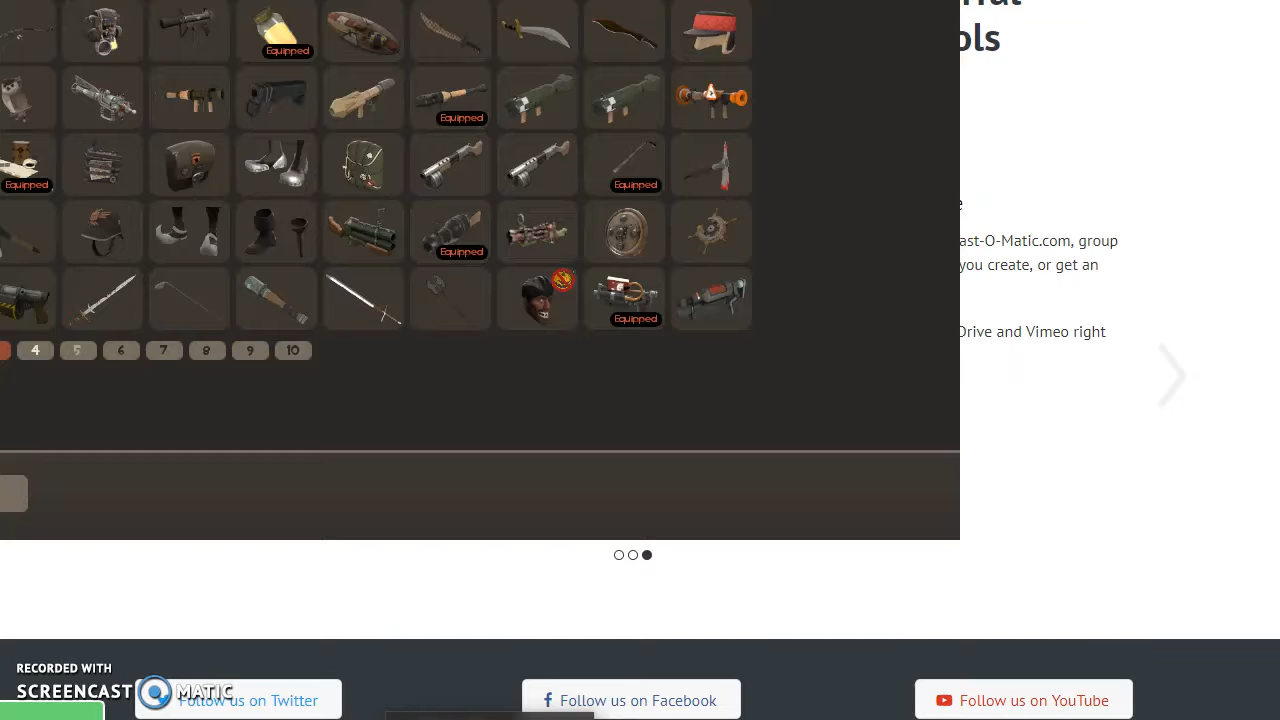 ols
Equipped
Equipped
e
Equipped
Equipped
ast-O-Matic.com, group
Equipped
you create, or get an
Equipped
Drive and Vimeo right
4 5 6 7 8 9 10
RECORDED WITH
SCREENCAST MATIC
Follow us on Twitter
Follow us on Facebook
Follow us on YouTube